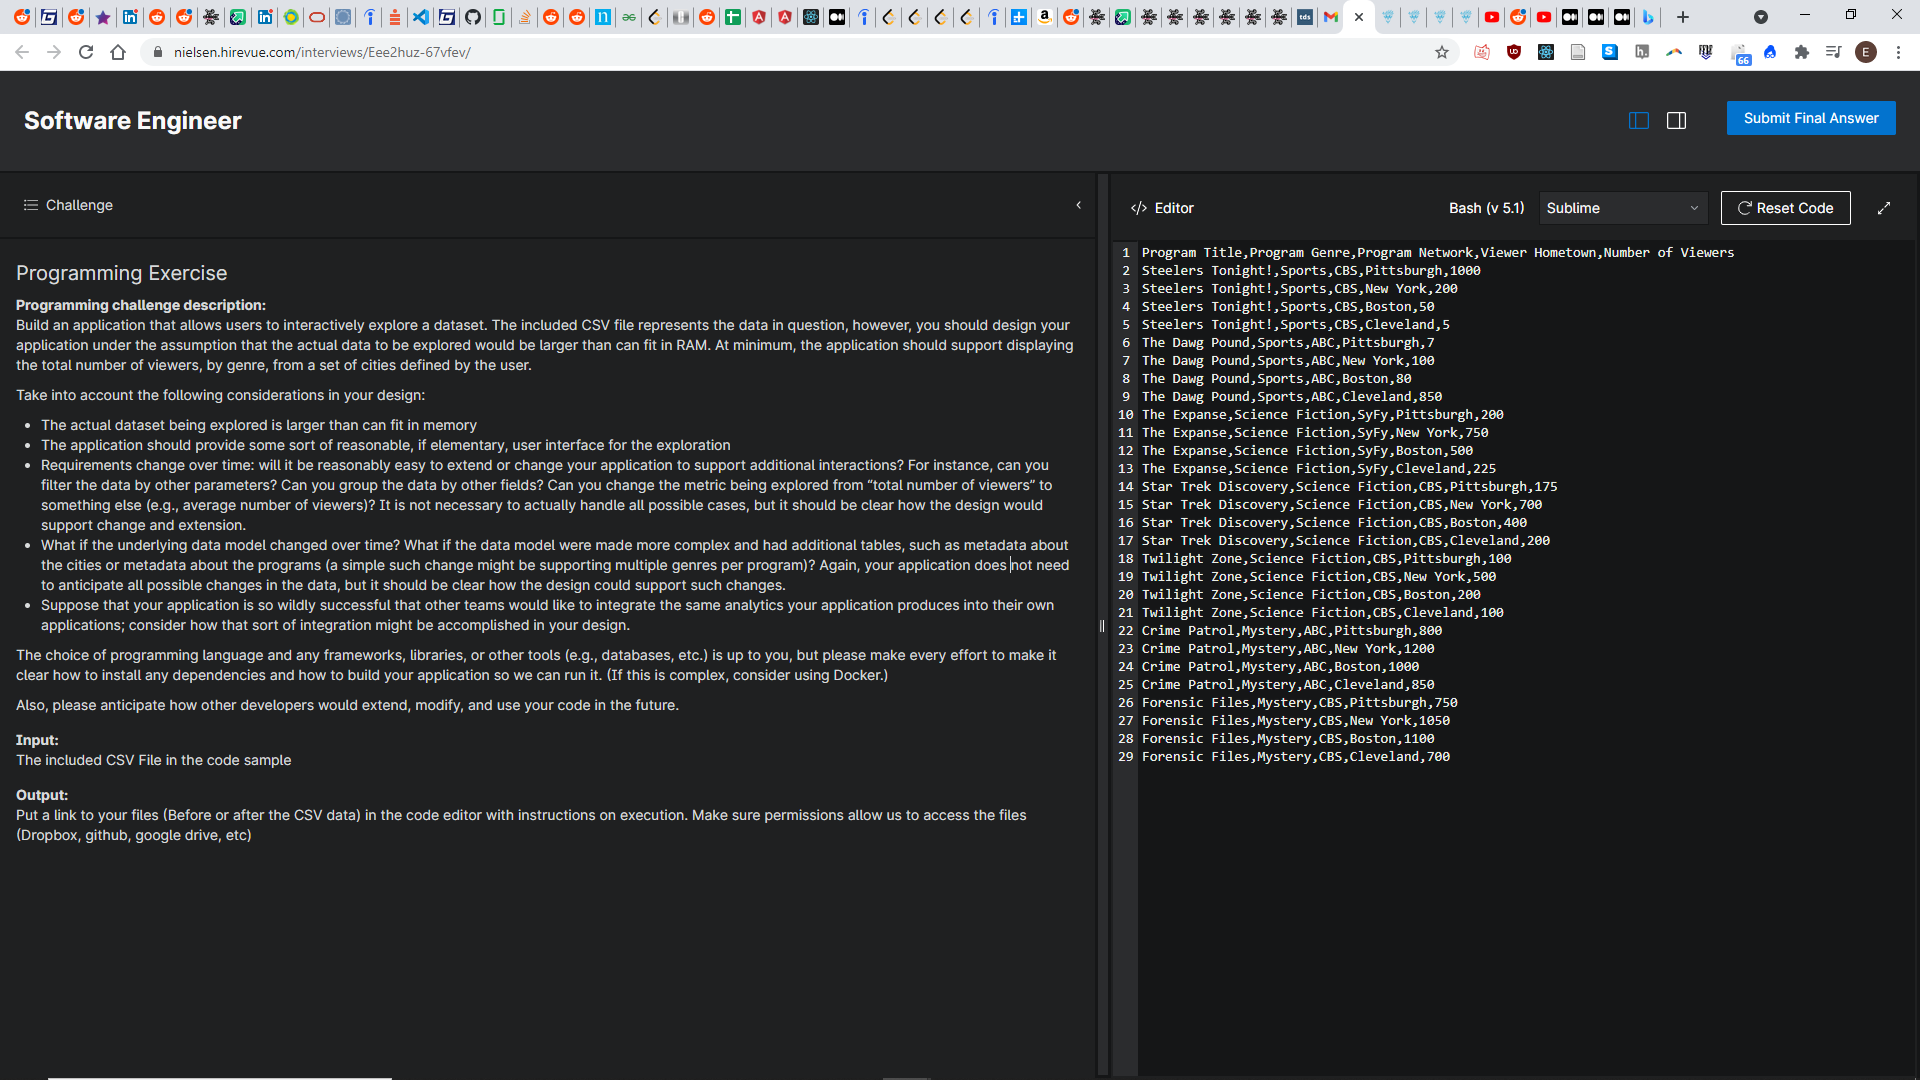 nielsen.hirevue.com/interviews/Eee2huz-67vfev/
66
E
Software Engineer
Submit Final Answer
Challenge
Programming Exercise
Programming challenge description:
Build an application that allows users to interactively explore a dataset. The included CSV file represents the data in question, however, you should design your
application under the assumption that the actual data to be explored would be larger than can fit in RAM. At minimum, the application should support displaying
the total number of viewers, by genre, from a set of cities defined by the user.
Take into account the following considerations in your design:
• The actual dataset being explored is larger than can fit in memory
• The application should provide some sort of reasonable, if elementary, user interface for the exploration
• Requirements change over time: will it be reasonably easy to extend or change your application to support additional interactions? For instance, can you
filter the data by other parameters? Can you group the data by other fields? Can you change the metric being explored from “total number of viewers” to
something else (e.g., average number of viewers)? It is not necessary to actually handle all possible cases, but it should be clear how the design would
support change and extension.
• What if the underlying data model changed over time? What if the data model were made more complex and had additional tables, such as metadata about
the cities or metadata about the programs (a simple such change might be supporting multiple genres per program)? Again, your application does not need
to anticipate all possible changes in the data, but it should be clear how the design could support such changes.
• Suppose that your application is so wildly successful that other teams would like to integrate the same analytics your application produces into their own
applications; consider how that sort of integration might be accomplished in your design.
The choice of programming language and any frameworks, libraries, or other tools (e.g., databases, etc.) is up to you, but please make every effort to make it
clear how to install any dependencies and how to build your application so we can run it. (If this is complex, consider using Docker.)
Also, please anticipate how other developers would extend, modify, and use your code in the future.
Input:
The included CSV File in the code sample
Output:
Put a link to your files (Before or after the CSV data) in the code editor with instructions on execution. Make sure permissions allow us to access the files
(Dropbox, github, google drive, etc)
</> Editor
Bash (v 5.1)
Sublime
Reset Code
1 Program Title,Program Genre,Program Network,Viewer Hometown,Number of Viewers
2 Steelers Tonight!,Sports,CBS,Pittsburgh,1000
3 Steelers Tonight!,Sports,CBS,New York,200
4 Steelers Tonight!,Sports,CBS,Boston,50
5 Steelers Tonight!,Sports,CBS,Cleveland,5
6 The Dawg Pound,Sports,ABC,Pittsburgh,7
7 The Dawg Pound,Sports,ABC,New York,100
8 The Dawg Pound,Sports,ABC,Boston,80
9 The Dawg Pound,Sports,ABC,Cleveland,850
10 The Expanse,Science Fiction,SyFy,Pittsburgh,200
11 The Expanse,Science Fiction,SyFy,New York,750
12 The Expanse,Science Fiction,SyFy,Boston,500
13 The Expanse,Science Fiction,SyFy,Cleveland,225
14 Star Trek Discovery,Science Fiction,CBS,Pittsburgh,175
15 Star Trek Discovery,Science Fiction,CBS,New York,700
16 Star Trek Discovery,Science Fiction,CBS,Boston,400
17 Star Trek Discovery,Science Fiction,CBS,Cleveland,200
18 Twilight Zone,Science Fiction,CBS,Pittsburgh,100
19 Twilight Zone,Science Fiction,CBS,New York,500
20 Twilight Zone,Science Fiction,CBS,Boston,200
21 Twilight Zone,Science Fiction,CBS,Cleveland,100
22 Crime Patrol,Mystery,ABC,Pittsburgh,800
23 Crime Patrol,Mystery,ABC,New York,1200
24 Crime Patrol,Mystery,ABC,Boston,1000
25 Crime Patrol,Mystery,ABC,Cleveland,850
26 Forensic Files,Mystery,CBS,Pittsburgh,750
27 Forensic Files,Mystery,CBS,New York,1050
28 Forensic Files,Mystery,CBS,Boston,1100
29 Forensic Files,Mystery,CBS,Cleveland,700